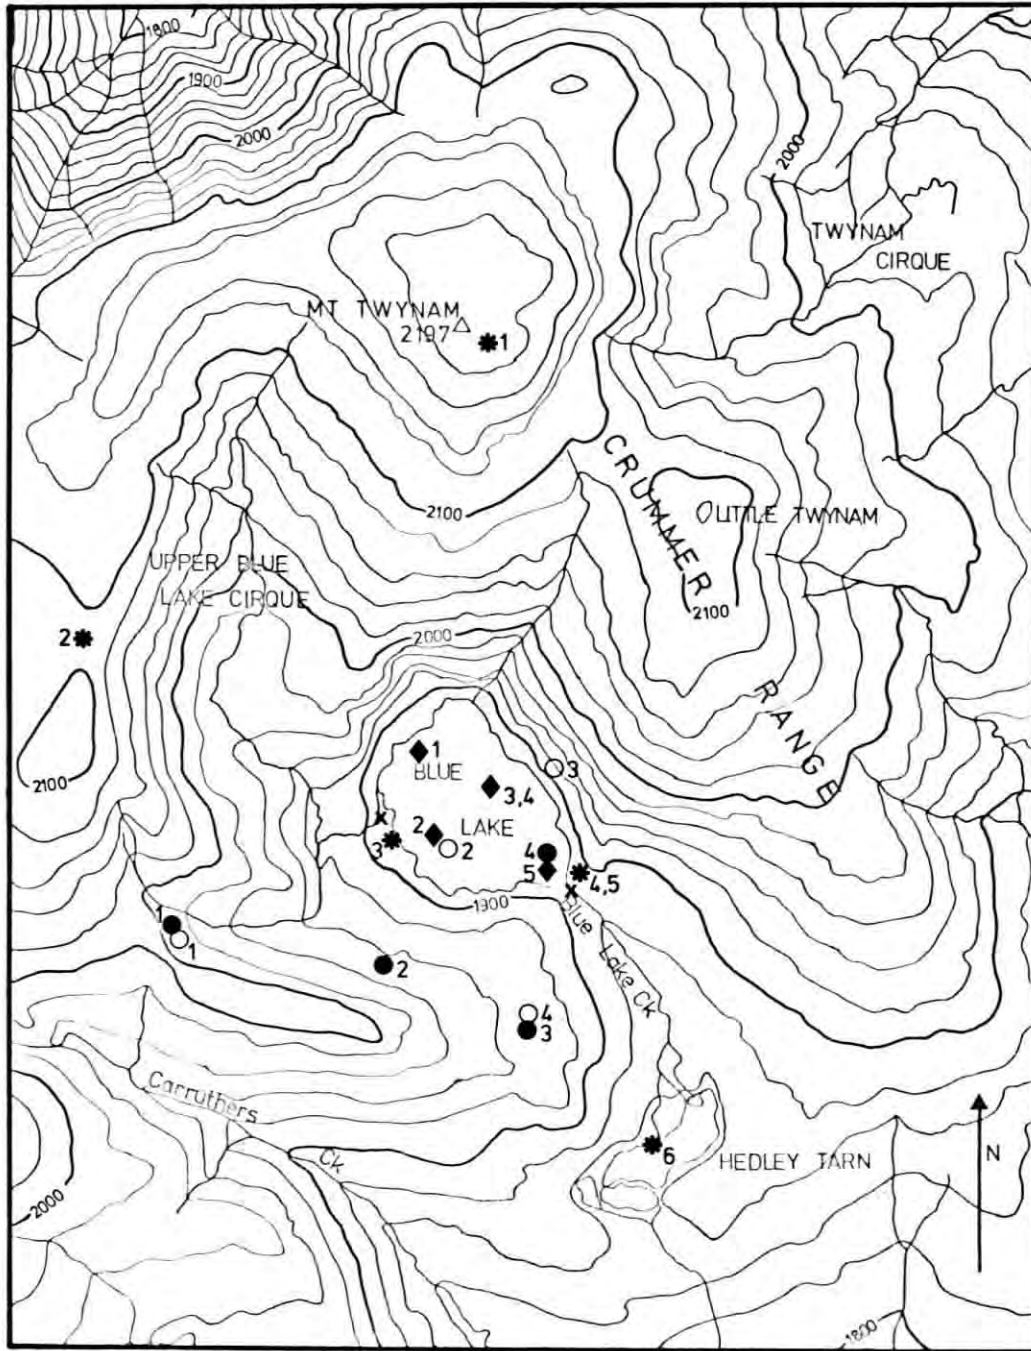 1800
1900
2000
2000
TWYNAM
CIRQUE
MT TWYNAM
2197
1
CRUMMER
2100
LITTLE TWYNAM
UPPER BLUE
LAKE CIRQUE
2100
2000
2
RANGE
2100
1
BLUE
3
3,4
2
LAKE
3
2
4
5
4,5
1900
Blue Lake Ck
1
1
2
4
3
Carruthers Ck
6
HEDLEY TARN
N
2000
1800